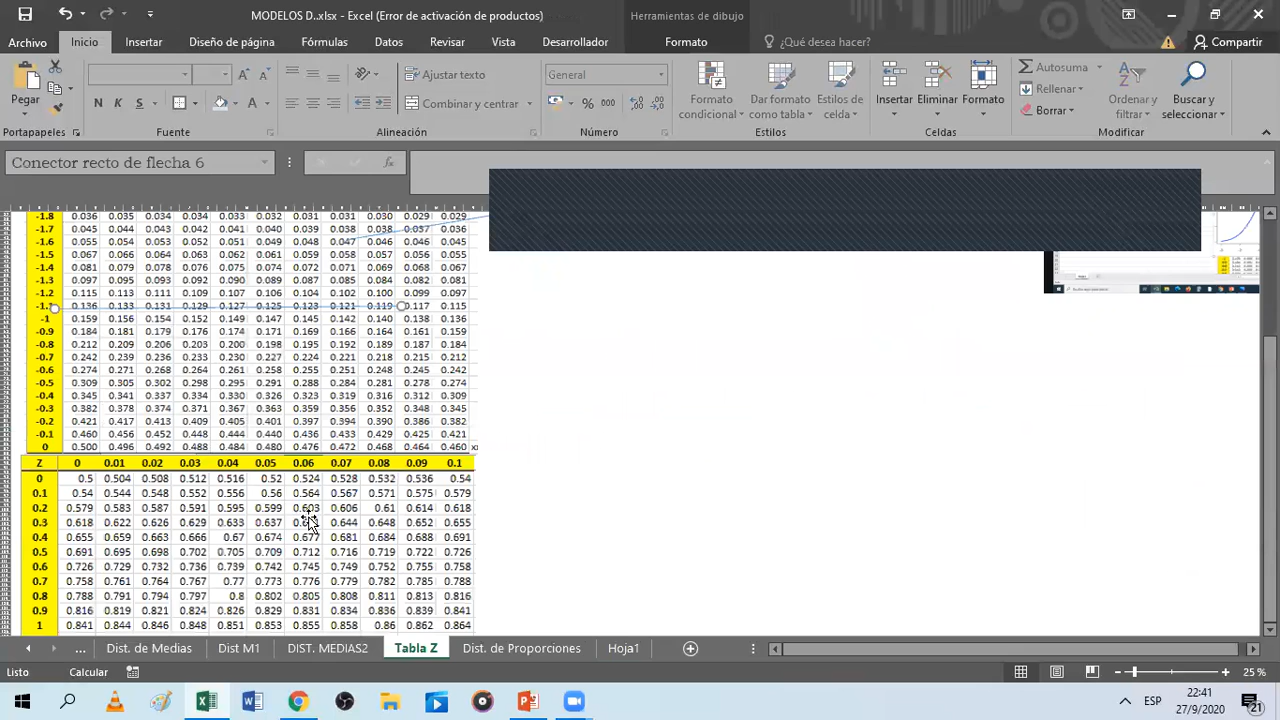 MODELOS D..xlsx - Excel (Error de activación de productos)
Herramientas de dibujo
Archivo Inicio Insertar Diseño de página Fórmulas Datos Revisar Vista Desarrollador Formato ¿Qué desea hacer? Compartir
Pegar
N K S
Ajustar texto
Combinar y centrar
General
% 000
Formato condicional
Dar formato como tabla
Estilos de celda
Insertar
Eliminar
Formato
Autosuma
Rellenar
Borrar
Ordenar y filtrar
Buscar y seleccionar
Portapapeles Fuente Alineación Número Estilos Celdas Modificar
Conector recto de flecha 6 fx
-1.8 0.036 0.035 0.034 0.034 0.033 0.032 0.031 0.031 0.030 0.029 0.029
-1.7 0.045 0.044 0.043 0.042 0.041 0.040 0.039 0.038 0.038 0.037 0.036
-1.6 0.055 0.054 0.053 0.052 0.051 0.049 0.048 0.047 0.046 0.046 0.045
-1.5 0.067 0.066 0.064 0.063 0.062 0.061 0.059 0.058 0.057 0.056 0.055
-1.4 0.081 0.079 0.078 0.076 0.075 0.074 0.072 0.071 0.069 0.068 0.067
-1.3 0.097 0.095 0.093 0.092 0.090 0.089 0.087 0.085 0.084 0.082 0.081
-1.2 0.115 0.113 0.111 0.109 0.107 0.106 0.104 0.102 0.100 0.099 0.097
-1.1 0.136 0.133 0.131 0.129 0.127 0.125 0.123 0.121 0.119 0.117 0.115
-1 0.159 0.156 0.154 0.152 0.149 0.147 0.145 0.142 0.140 0.138 0.136
-0.9 0.184 0.181 0.179 0.176 0.174 0.171 0.169 0.166 0.164 0.161 0.159
-0.8 0.212 0.209 0.206 0.203 0.200 0.198 0.195 0.192 0.189 0.187 0.184
-0.7 0.242 0.239 0.236 0.233 0.230 0.227 0.224 0.221 0.218 0.215 0.212
-0.6 0.274 0.271 0.268 0.264 0.261 0.258 0.255 0.251 0.248 0.245 0.242
-0.5 0.309 0.305 0.302 0.298 0.295 0.291 0.288 0.284 0.281 0.278 0.274
-0.4 0.345 0.341 0.337 0.334 0.330 0.326 0.323 0.319 0.316 0.312 0.309
-0.3 0.382 0.378 0.374 0.371 0.367 0.363 0.359 0.356 0.352 0.348 0.345
-0.2 0.421 0.417 0.413 0.409 0.405 0.401 0.397 0.394 0.390 0.386 0.382
-0.1 0.460 0.456 0.452 0.448 0.444 0.440 0.436 0.433 0.429 0.425 0.421
0 0.500 0.496 0.492 0.488 0.484 0.480 0.476 0.472 0.468 0.464 0.460
Z 0 0.01 0.02 0.03 0.04 0.05 0.06 0.07 0.08 0.09 0.1
0 0.5 0.504 0.508 0.512 0.516 0.52 0.524 0.528 0.532 0.536 0.54
0.1 0.54 0.544 0.548 0.552 0.556 0.56 0.564 0.567 0.571 0.575 0.579
0.2 0.579 0.583 0.587 0.591 0.595 0.599 0.603 0.606 0.61 0.614 0.618
0.3 0.618 0.622 0.626 0.629 0.633 0.637 0.644 0.648 0.652 0.655
0.4 0.655 0.659 0.663 0.666 0.67 0.674 0.677 0.681 0.684 0.688 0.691
0.5 0.691 0.695 0.698 0.702 0.705 0.709 0.712 0.716 0.719 0.722 0.726
0.6 0.726 0.729 0.732 0.736 0.739 0.742 0.745 0.749 0.752 0.755 0.758
0.7 0.758 0.761 0.764 0.767 0.77 0.773 0.776 0.779 0.782 0.785 0.788
0.8 0.788 0.791 0.794 0.797 0.8 0.802 0.805 0.808 0.811 0.813 0.816
0.9 0.816 0.819 0.821 0.824 0.826 0.829 0.831 0.834 0.836 0.839 0.841
1 0.841 0.844 0.846 0.848 0.851 0.853 0.855 0.858 0.86 0.862 0.864
... Dist. de Medias Dist M1 DIST. MEDIAS2 Tabla Z Dist. de Proporciones Hoja1
Listo Calcular 25 %
ESP 22:41
27/9/2020 21